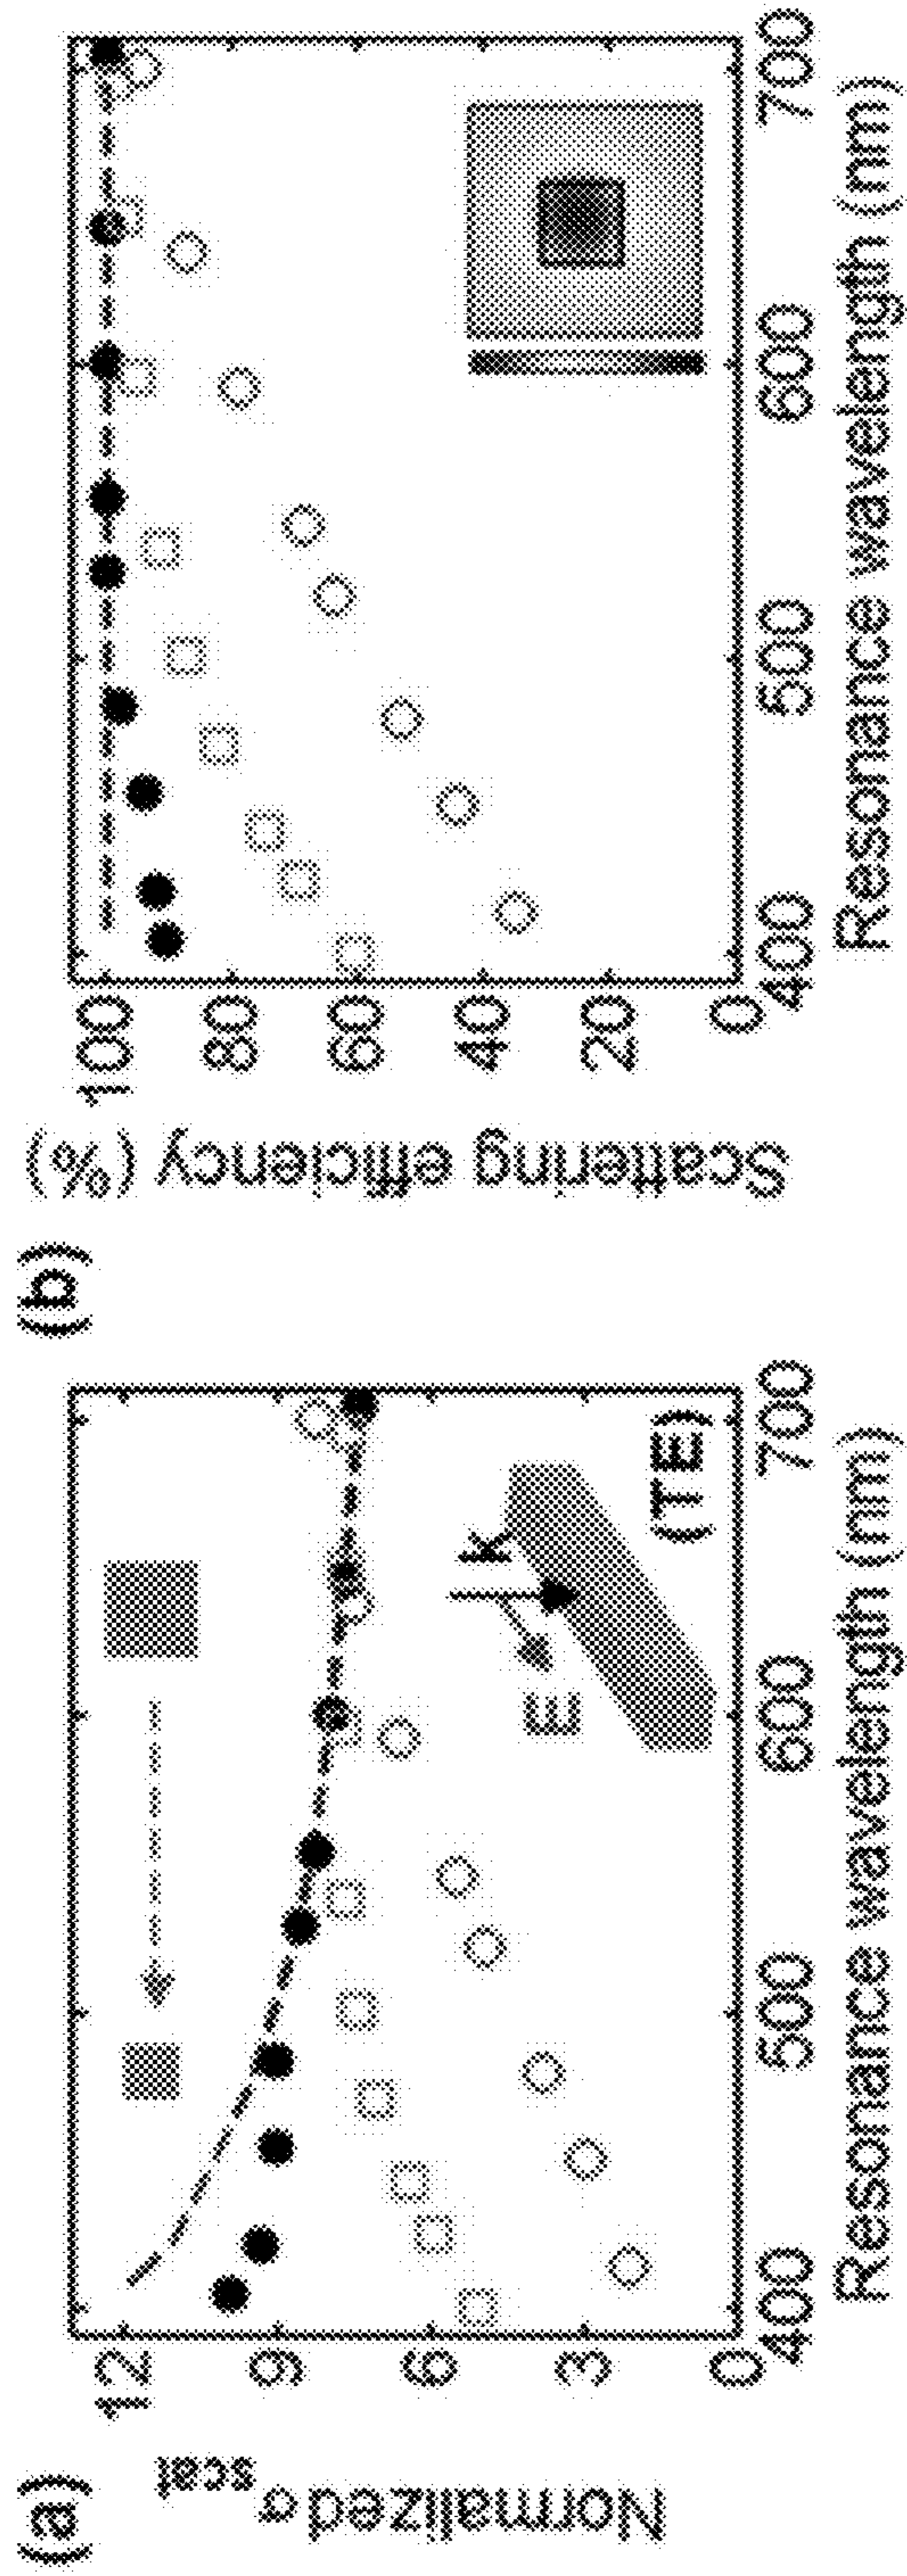 (a)
Normalized σscat
12
9
6
3
0
400
500
600
700
Resonance wavelength (nm)
E
k
(TE)
(b)
Scattering efficiency (%)
100
80
60
40
20
0
400
500
600
700
Resonance wavelength (nm)